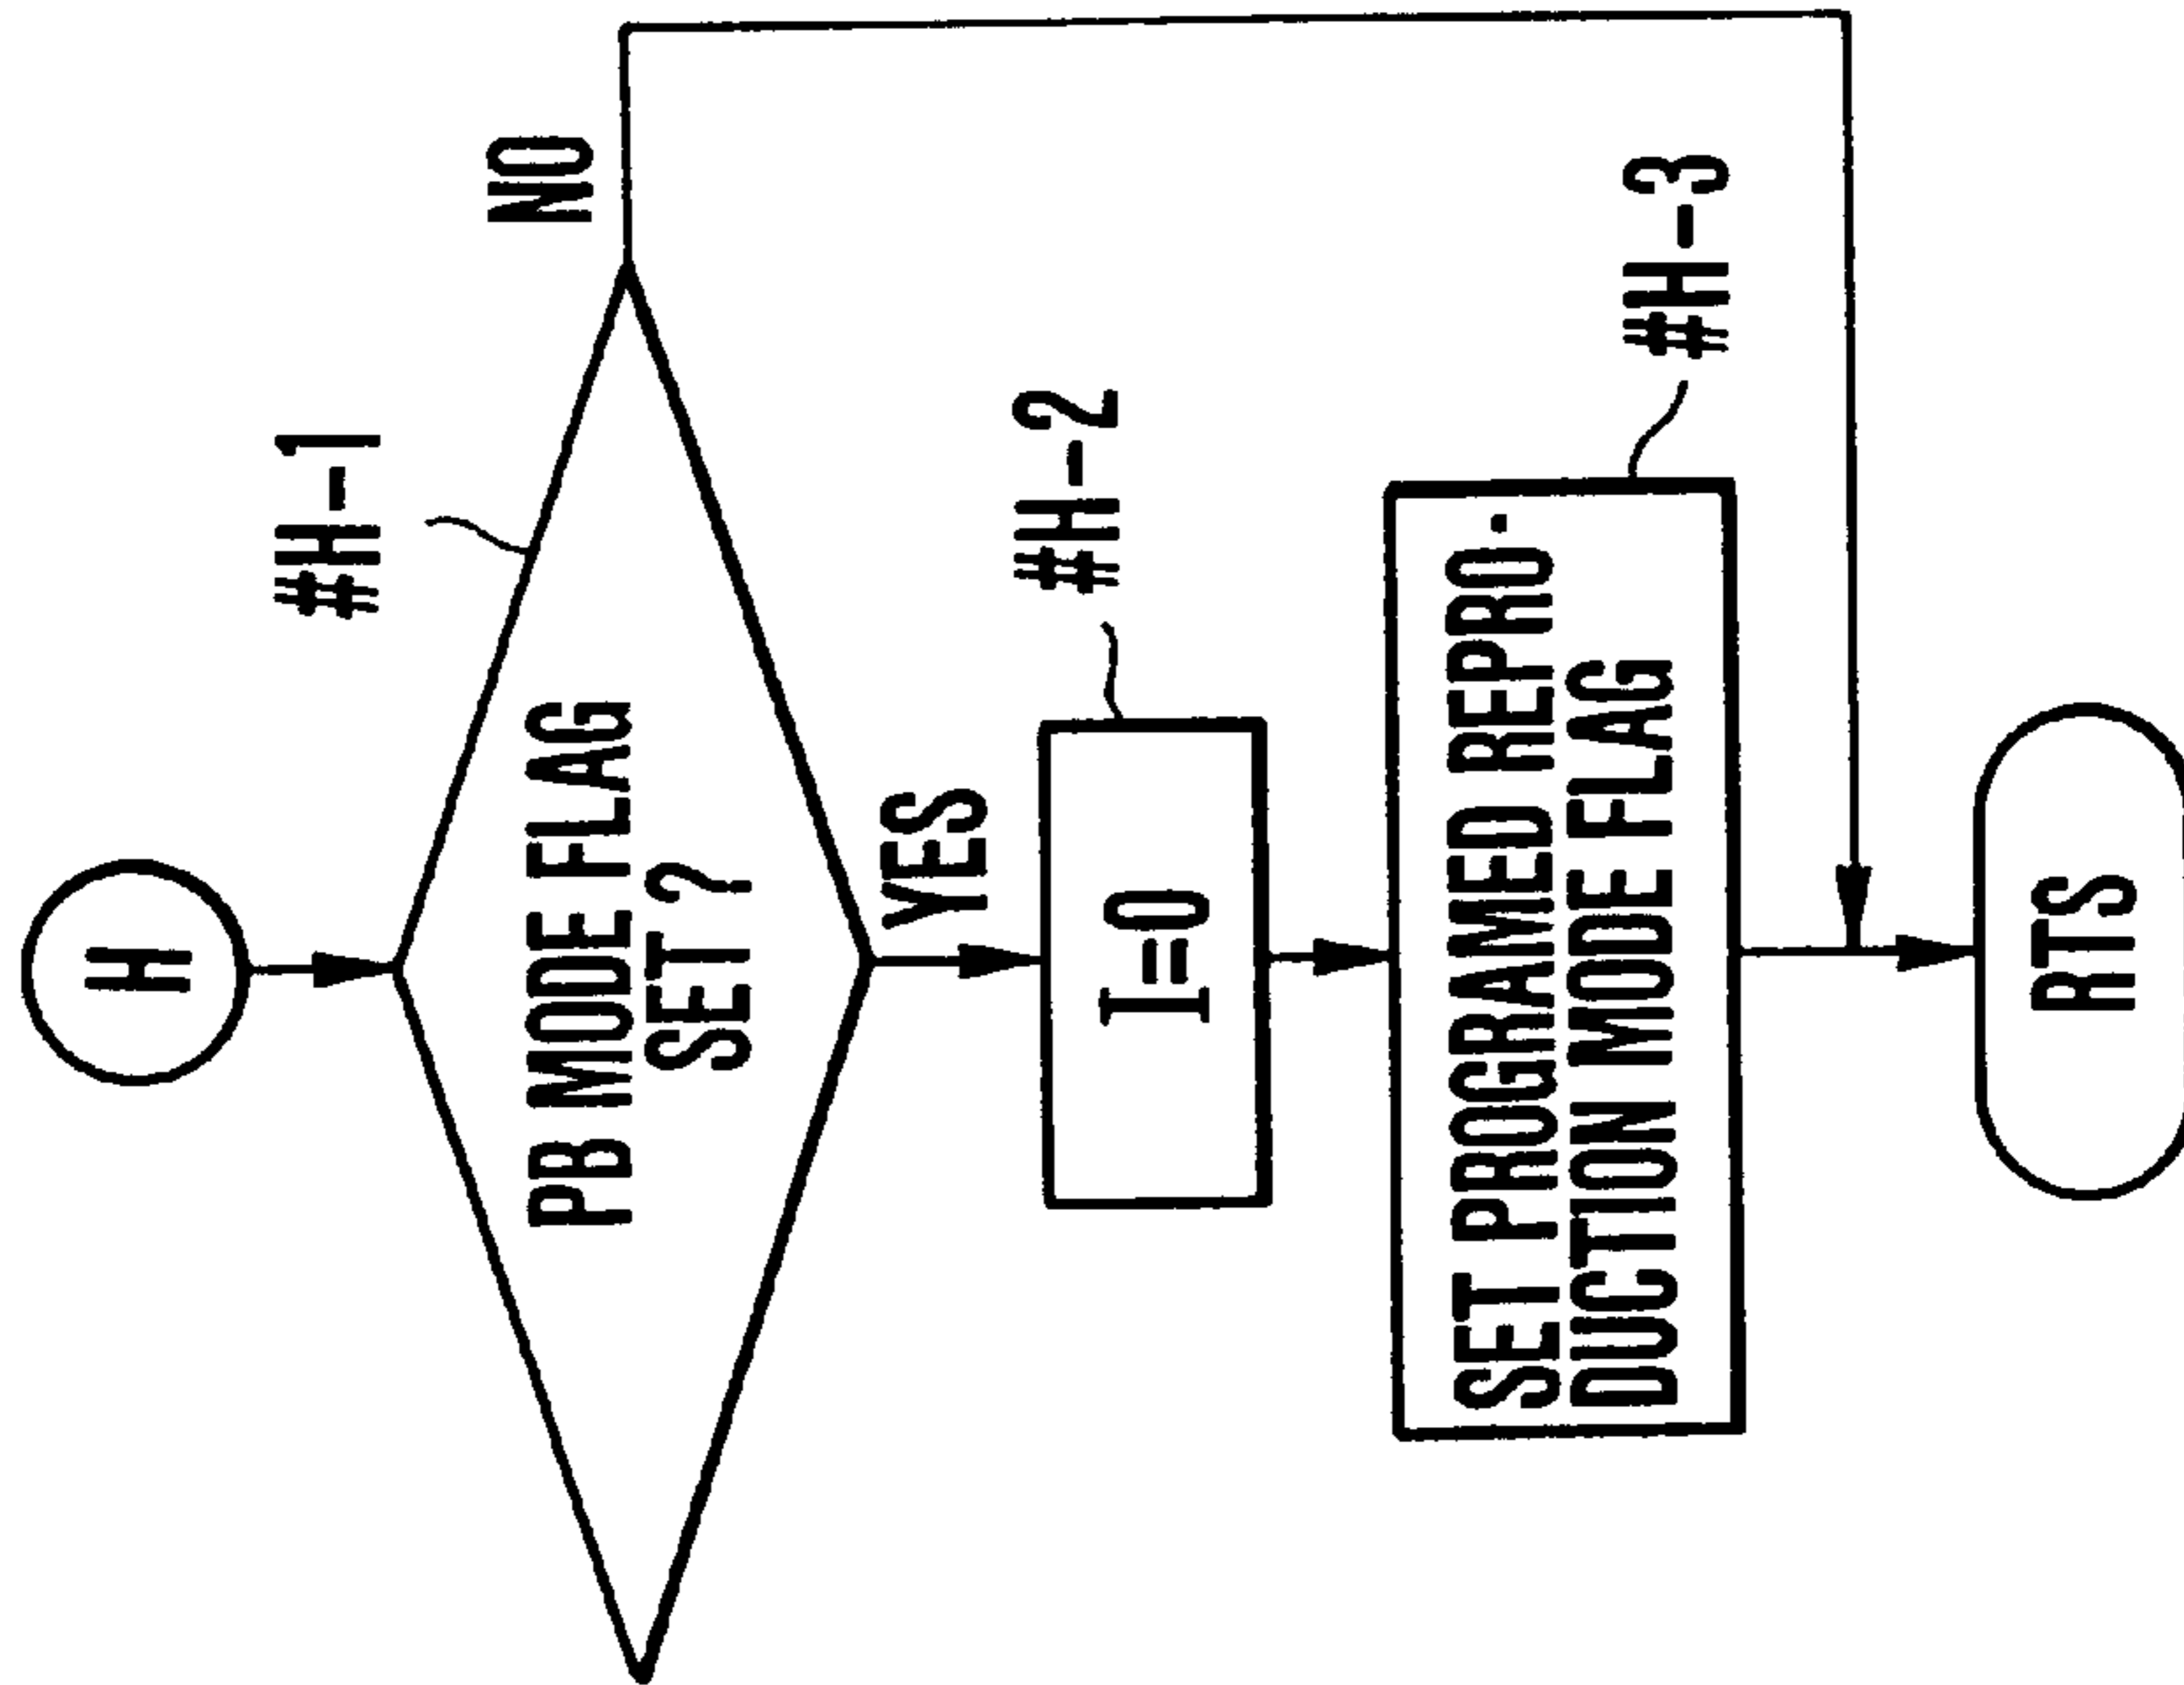 H
#H-1
PB MODE FLAG
SET ?
NO
YES
#H-2
I=0
#H-3
SET PROGRAMED REPRO-
DUCTION MODE FLAG
RTS